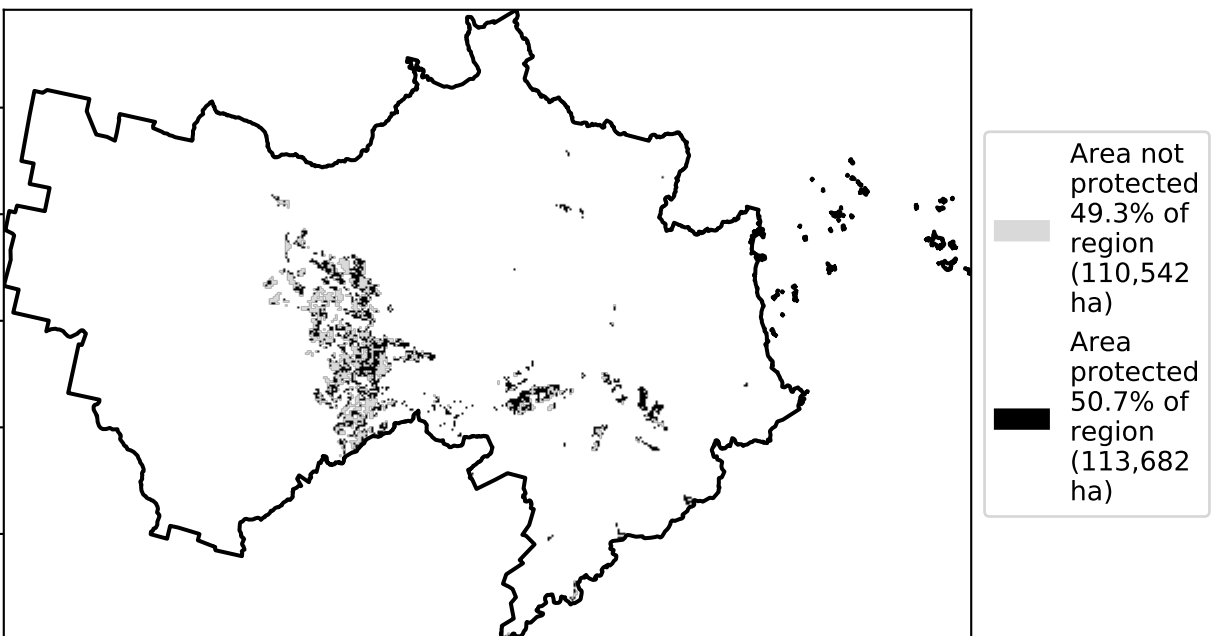 Area not
protected
49.3% of
region
(110,542
ha)
Area
protected
50.7% of
region
(113,682
ha)